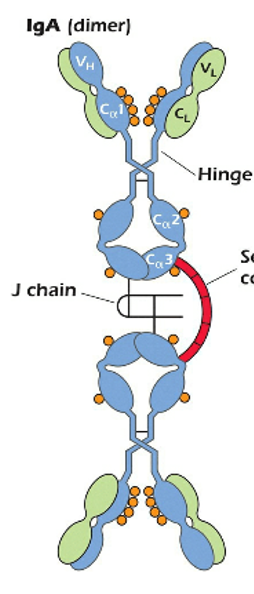 IgA (dimer)
VH
VL
Cα1
CL
Hinge
Cα2
Cα3
J chain